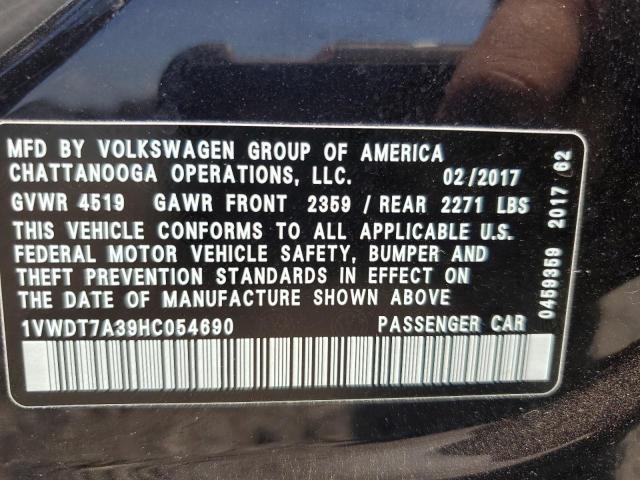 MFD BY VOLKSWAGEN GROUP OF AMERICA
CHATTANOOGA OPERATIONS, LLC. 02/2017
GVWR 4519 GAWR FRONT 2359 / REAR 2271 LBS
THIS VEHICLE CONFORMS TO ALL APPLICABLE U.S.
FEDERAL MOTOR VEHICLE SAFETY, BUMPER AND
THEFT PREVENTION STANDARDS IN EFFECT ON
THE DATE OF MANUFACTURE SHOWN ABOVE.
1VWDT7A39HC054690 PASSENGER CAR
0459359 2017 62